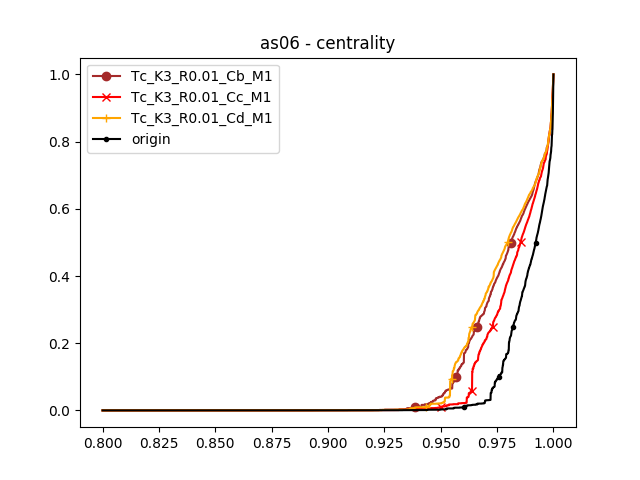 as06 - centrality
Tc_K3_R0.01_Cb_M1
Tc_K3_R0.01_Cc_M1
Tc_K3_R0.01_Cd_M1
origin
1.0
0.8
0.6
0.4
0.2
0.0
0.800 0.825 0.850 0.875 0.900 0.925 0.950 0.975 1.000